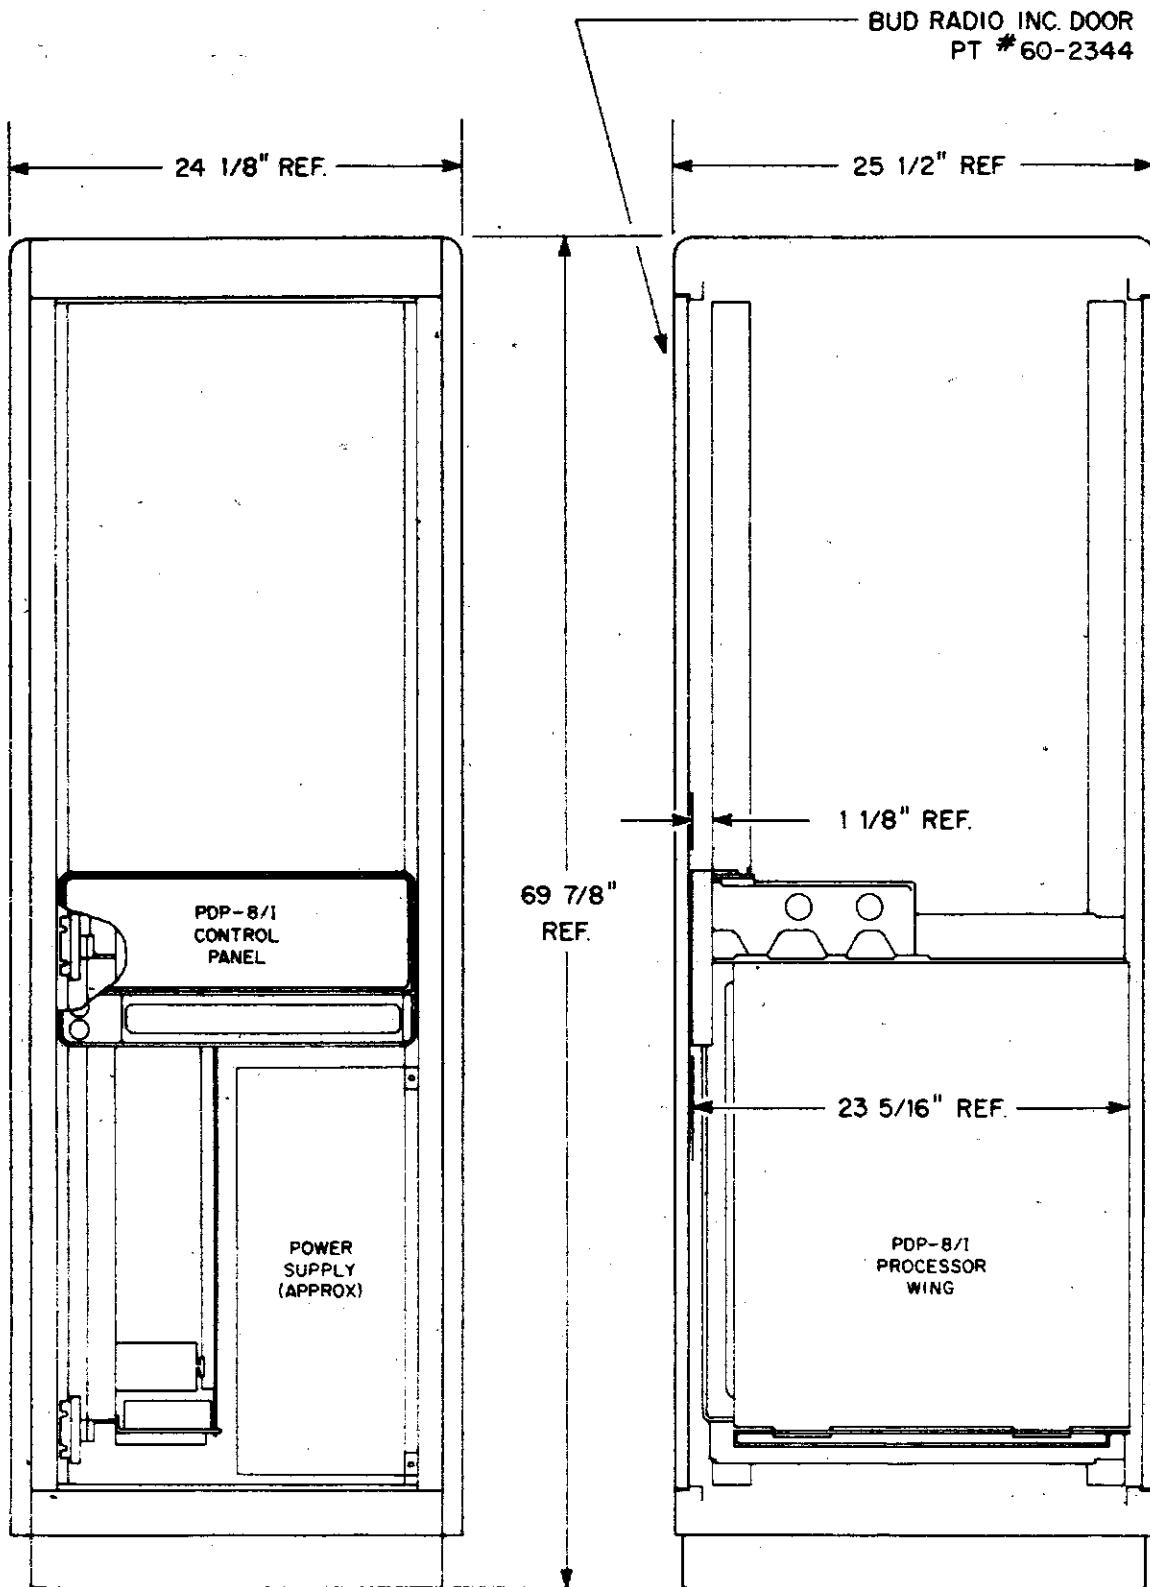 BUD RADIO INC. DOOR
PT #60-2344
24 1/8" REF.
25 1/2" REF
1 1/8" REF.
69 7/8"
REF.
PDP-8/I
CONTROL
PANEL
23 5/16" REF.
POWER
SUPPLY
(APPROX)
PDP-8/I
PROCESSOR
WING